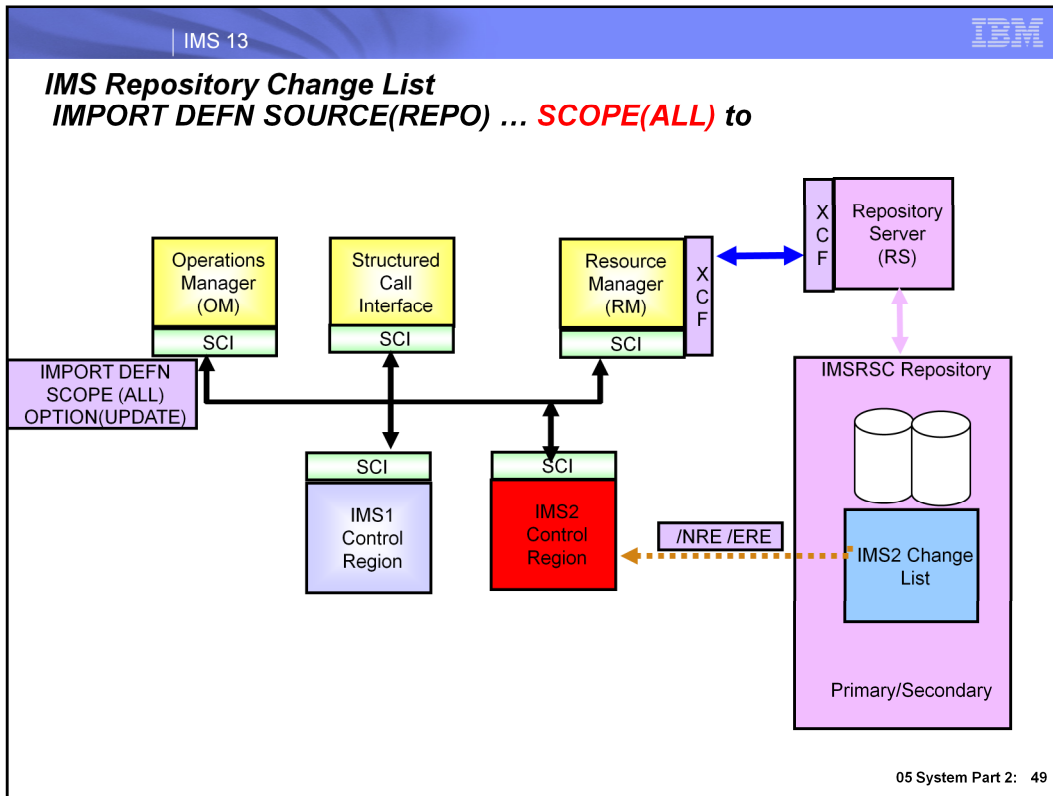 IMS 13
IBM
IMS Repository Change List
IMPORT DEFN SOURCE(REPO) … SCOPE(ALL) to
Operations
Manager
(OM)
SCI
Structured
Call
Interface
SCI
Resource
Manager
(RM)
SCI
X
C
F
X
C
F
Repository
Server
(RS)
IMPORT DEFN
SCOPE (ALL)
OPTION(UPDATE)
SCI
IMS1
Control
Region
SCI
IMS2
Control
Region
/NRE /ERE
IMSRSC Repository
IMS2 Change
List
Primary/Secondary
05 System Part 2: 49